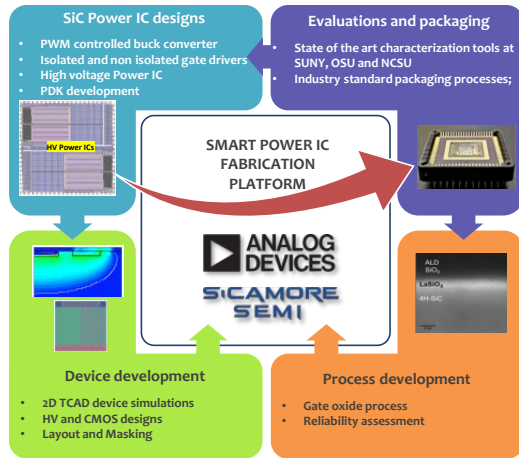 SiC Power IC designs
• PWM controlled buck converter
• Isolated and non isolated gate drivers
• High voltage Power IC
• PDK development
HV Power ICs
Evaluations and packaging
• State of the art characterization tools at
SUNY, OSU and NCSU
• Industry standard packaging processes;
SMART POWER IC
FABRICATION
PLATFORM
ANALOG
DEVICES
SiCAMORE
SEMI
ALD
SiO₂
LaSiOₓ
4H-SiC
Device development
• 2D TCAD device simulations
• HV and CMOS designs
• Layout and Masking
Process development
• Gate oxide process
• Reliability assessment